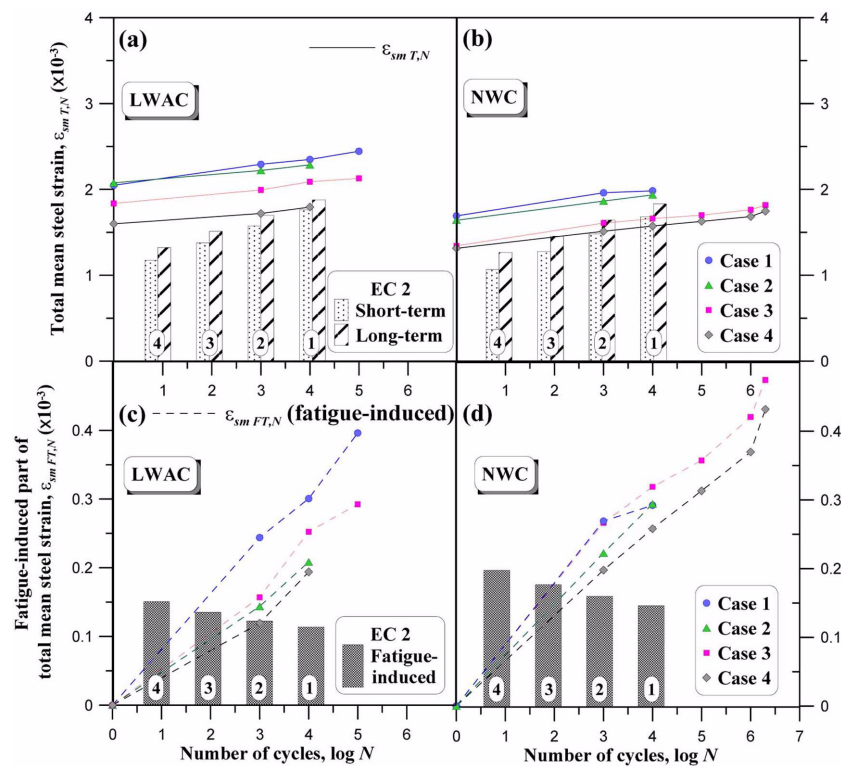 (a)
ε_sm T,N
LWAC
EC 2
Short-term
Long-term
4
3
2
1
0
1
2
3
4
1
2
3
4
5
6
Total mean steel strain, ε_sm T,N (x10⁻³)
(b)
NWC
Case 1
Case 2
Case 3
Case 4
4
3
2
1
0
1
2
3
4
1
2
3
4
5
6
(c)
ε_sm FT,N (fatigue-induced)
LWAC
EC 2
Fatigue-
induced
4
3
2
1
0
0.1
0.2
0.3
0.4
0
1
2
3
4
5
6
Fatigue-induced part of
total mean steel strain, ε_sm FT,N (x10⁻³)
Number of cycles, log N
(d)
NWC
Case 1
Case 2
Case 3
Case 4
4
3
2
1
0
0.1
0.2
0.3
0.4
0
1
2
3
4
5
6
7
Number of cycles, log N